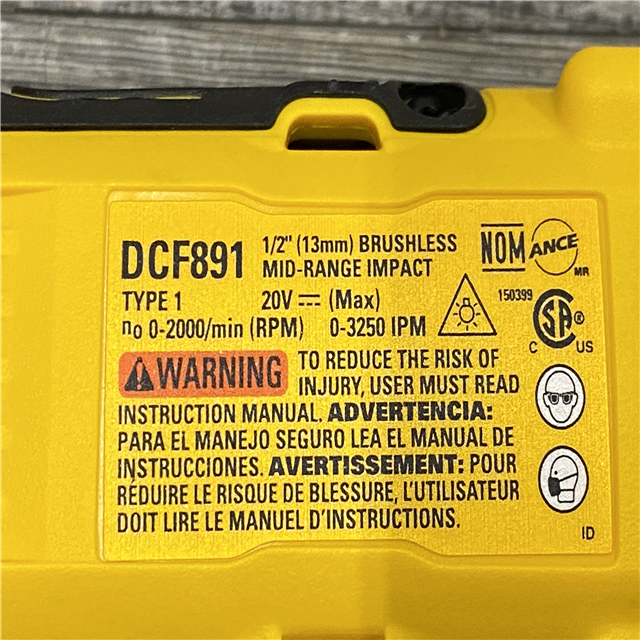 DCF891 1/2" (13mm) BRUSHLESS
MID-RANGE IMPACT
NOM ANCE
MR
TYPE 1 20V ⎓ (Max)
n₀ 0-2000/min (RPM) 0-3250 IPM
150399
SA ®
C US
WARNING TO REDUCE THE RISK OF
INJURY, USER MUST READ
INSTRUCTION MANUAL. ADVERTENCIA:
PARA EL MANEJO SEGURO LEA EL MANUAL DE
INSTRUCCIONES. AVERTISSEMENT: POUR
RÉDUIRE LE RISQUE DE BLESSURE, L'UTILISATEUR
DOIT LIRE LE MANUEL D'INSTRUCTIONS.
ID